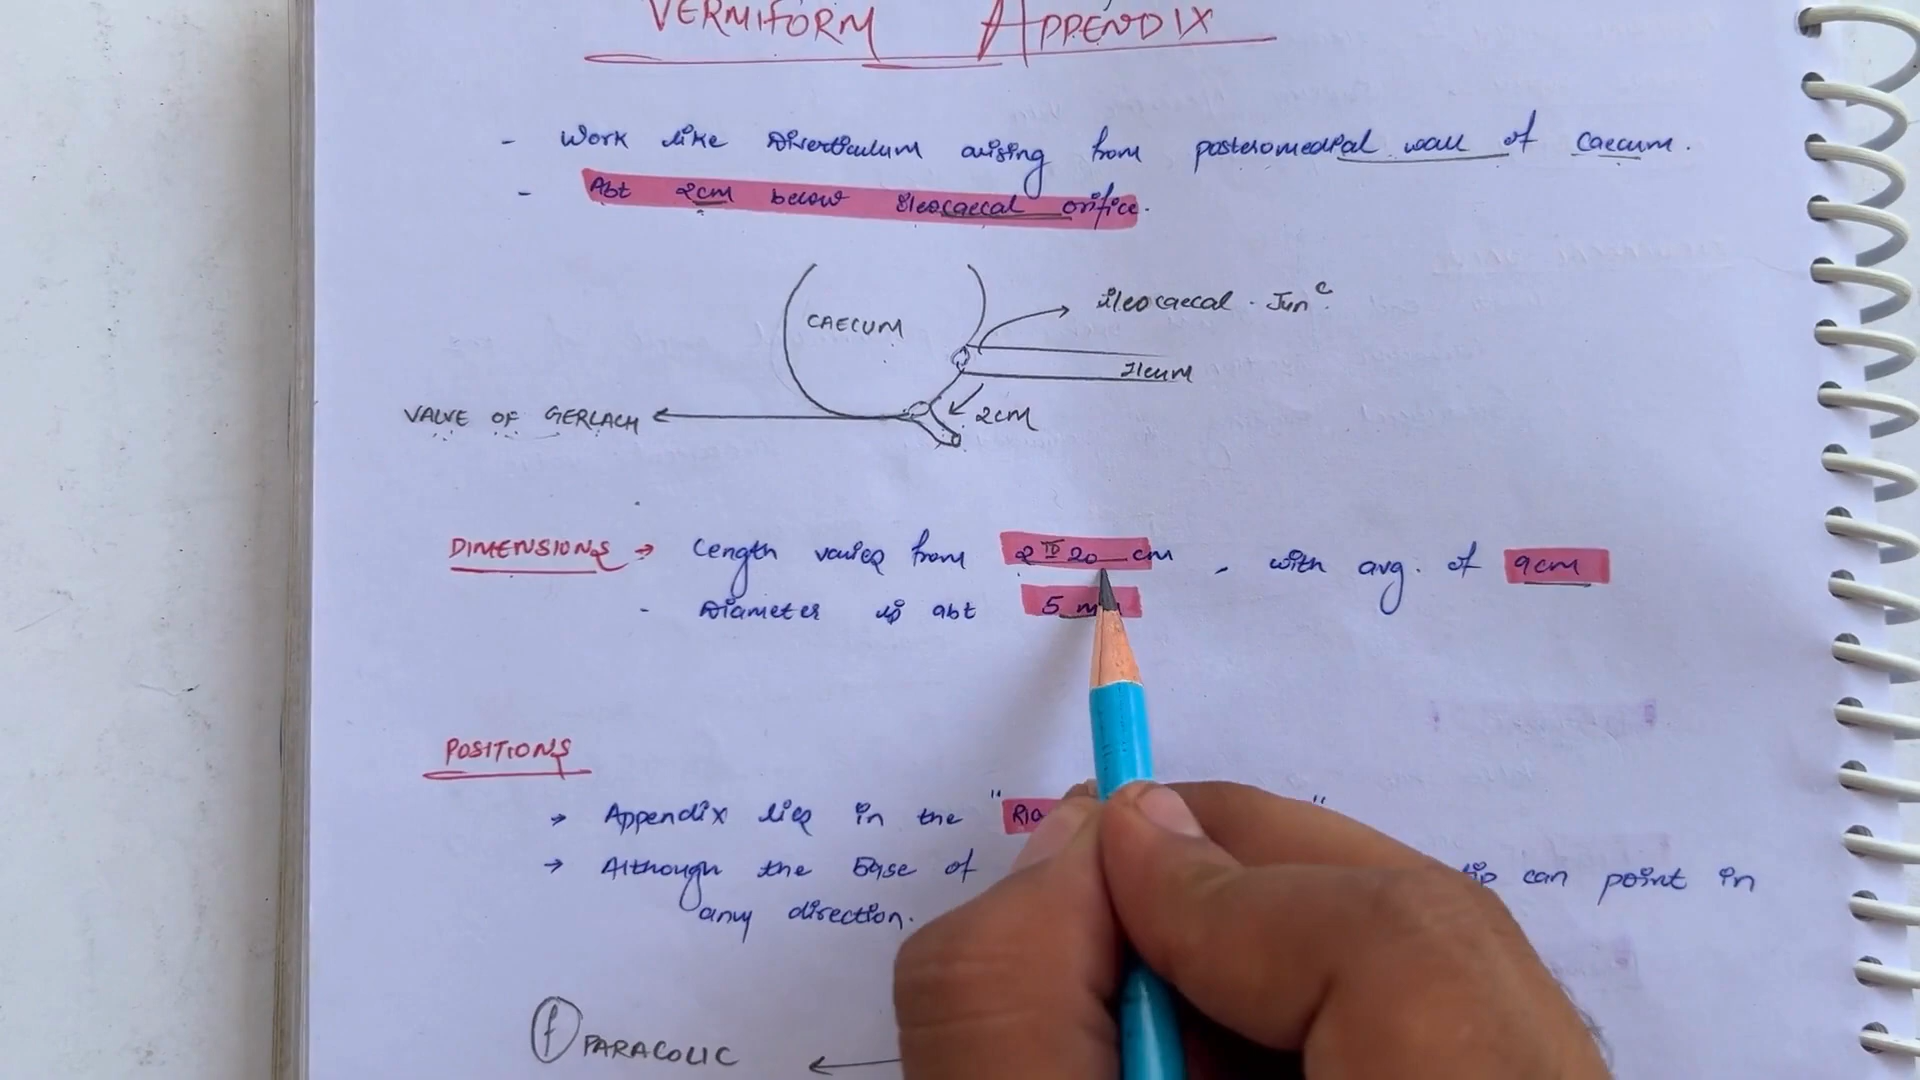 VERMIFORM APPENDIX
- Work like Diverticulum arising from posteromedial wall of caecum.
- Abt 2cm below ileocaecal orifice.
CAECUM
ileocaecal . Junc.
Ileum
VALVE OF GERLACH
2cm
DIMENSIONS → Length varies from 2 TO 20 cm , with avg. of 9cm
- Diameter is abt 5
POSITIONS
→ Appendix lies in the "
→ Although the base of tip can point in
any direction.
f PARACOLIC